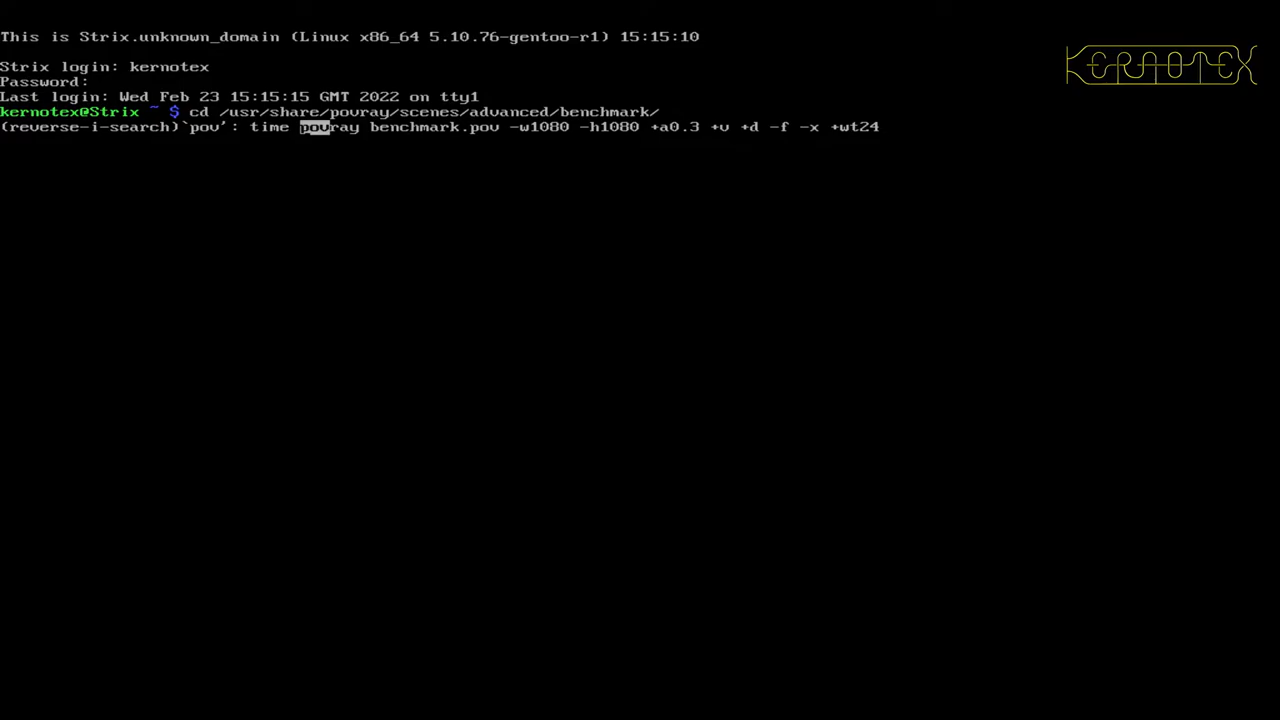 This is Strix.unknown_domain (Linux x86_64 5.10.76-gentoo-r1) 15:15:10
KERNOTEX
Strix login: kernotex
Password:
Last login: Wed Feb 23 15:15:15 GMT 2022 on tty1
kernotex@Strix ~ $ cd /usr/share/povray/scenes/advanced/benchmark/
(reverse-i-search)`pov': time povray benchmark.pov -w1080 -h1080 +a0.3 +v +d -f -x +wt24